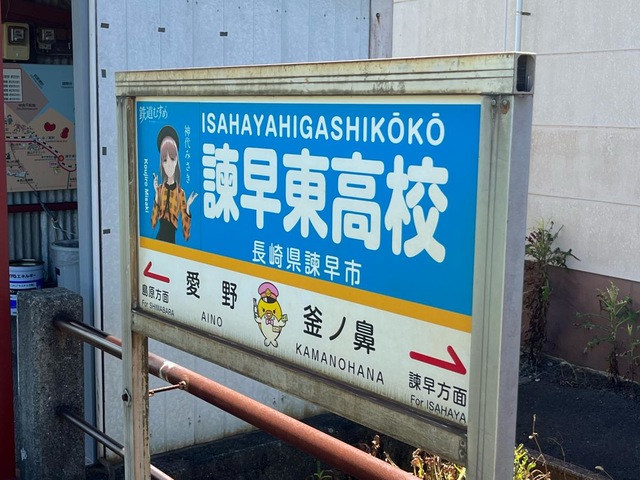 鉄道むすめ
神代みさき
Koujiro Misaki
ISAHAYAHIGASHIKŌKŌ
諫早東高校
長崎県諫早市
島原方面
For SHIMABARA
愛野
AINO
釜ノ鼻
KAMANOHANA
諫早方面
For ISAHAYA